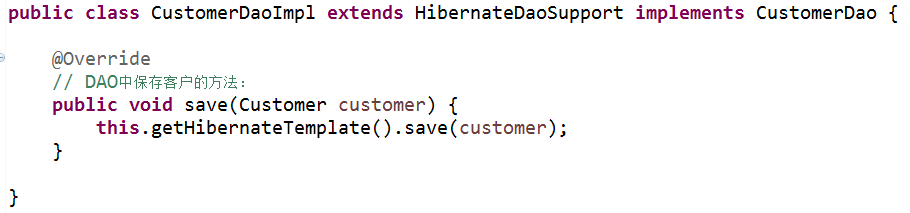 public class CustomerDaoImpl extends HibernateDaoSupport implements CustomerDao {
@Override
// DAO中保存客户的方法:
public void save(Customer customer) {
this.getHibernateTemplate().save(customer);
}
}